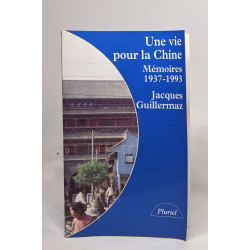 Une vie
pour la Chine
Mémoires
1937-1993
Jacques
Guillermaz
Pluriel